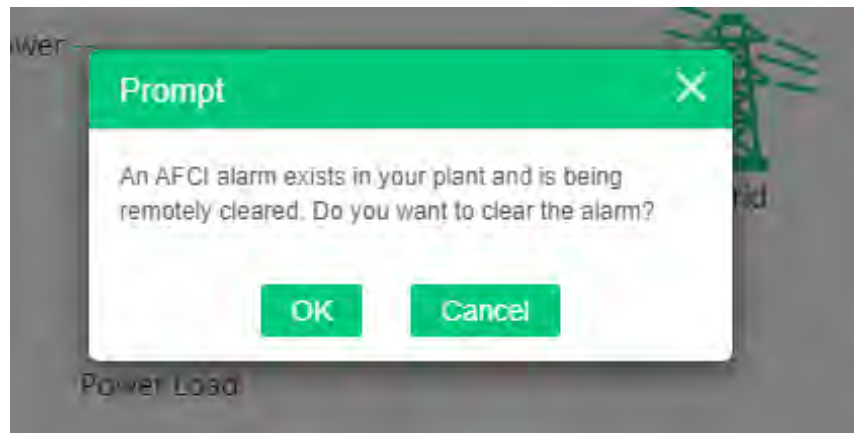 ower
Prompt
An AFCI alarm exists in your plant and is being
remotely cleared. Do you want to clear the alarm?
rid
OK Cancel
Power Load